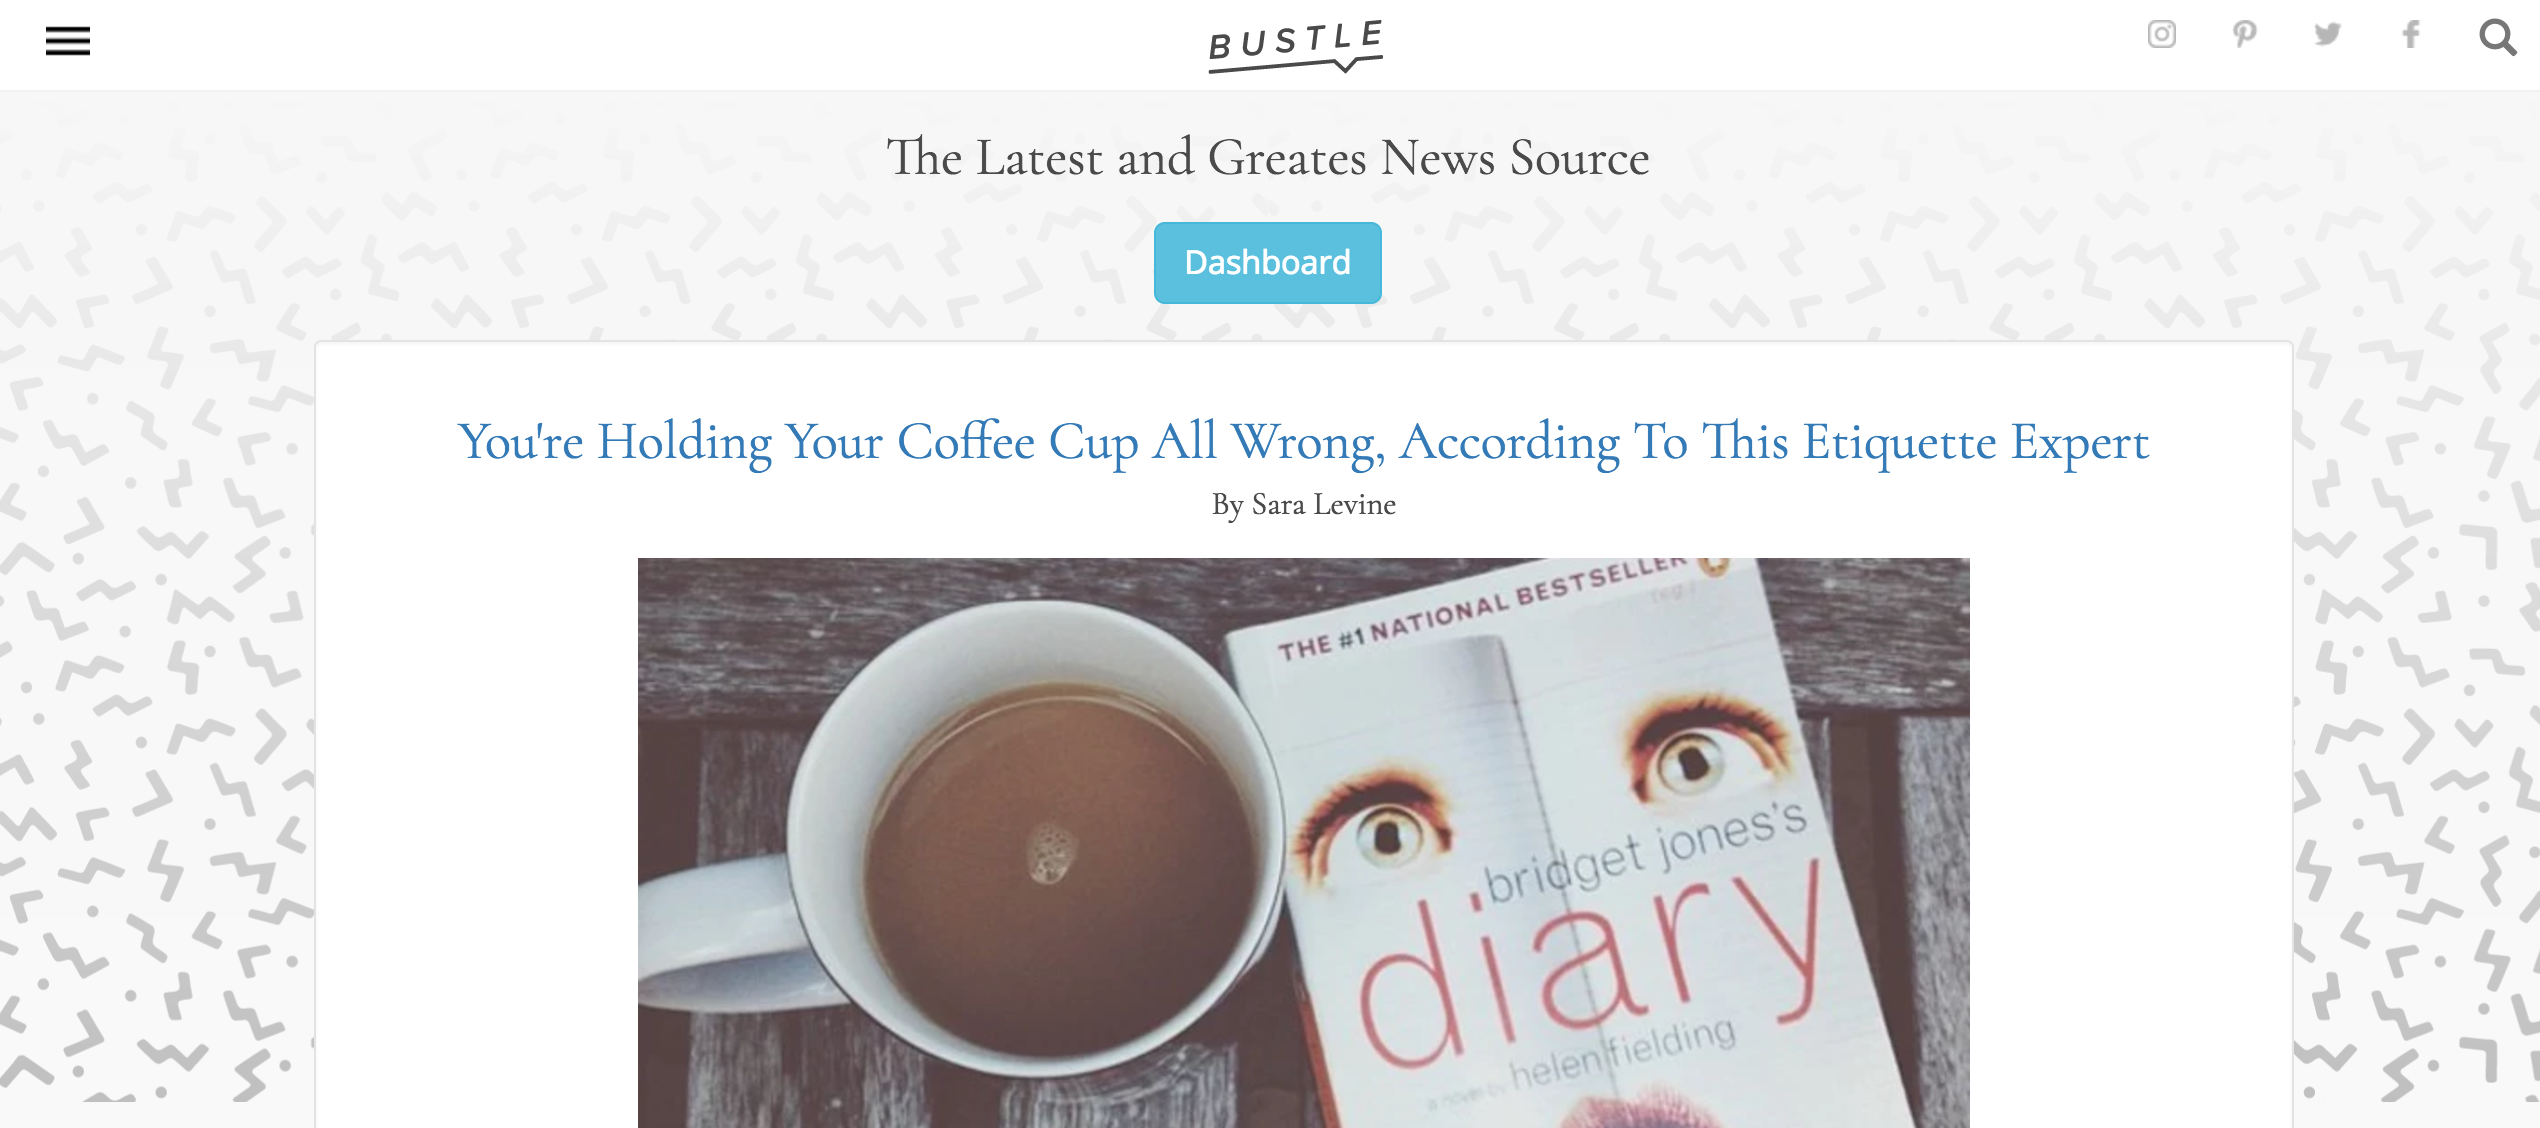 BUSTLE
The Latest and Greates News Source
Dashboard
You're Holding Your Coffee Cup All Wrong, According To This Etiquette Expert
By Sara Levine
THE #1 NATIONAL BESTSELLER
bridget jones's
diary
a novel by helen fielding